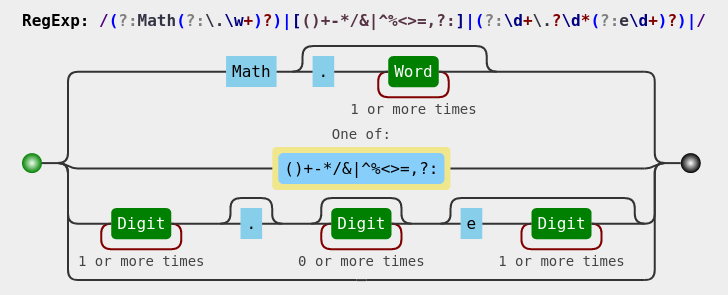 RegExp: /(?:Math(?:\.\w+)?)|[()+-*/&|^%<>=,?:]|(?:\d+\.?\d*(?:e\d+)?)|/
Math . Word
1 or more times
One of:
()+-*/&|^%<>=,?:
Digit . Digit e Digit
1 or more times 0 or more times 1 or more times